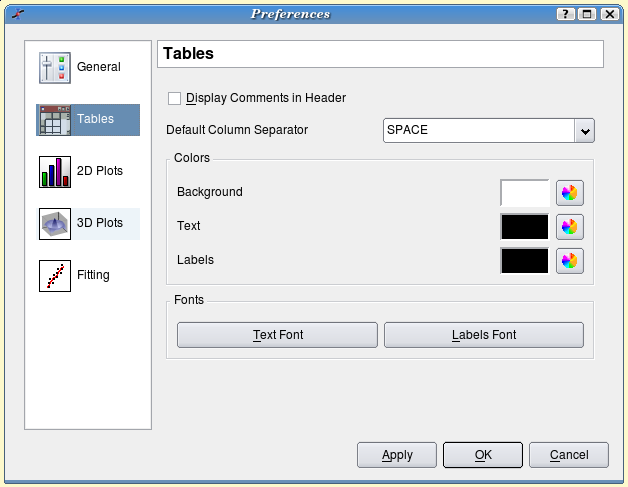 Preferences
General
Tables
2D Plots
3D Plots
Fitting
Tables
Display Comments in Header
Default Column Separator
SPACE
Colors
Background
Text
Labels
Fonts
Text Font
Labels Font
Apply
OK
Cancel